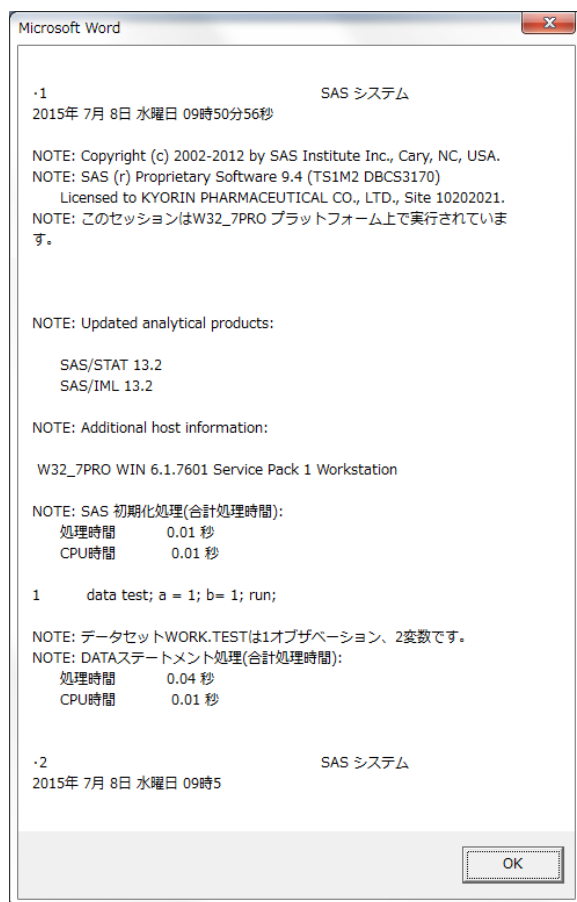 Microsoft Word
·1 SAS システム
2015年 7月 8日 水曜日 09時50分56秒
NOTE: Copyright (c) 2002-2012 by SAS Institute Inc., Cary, NC, USA.
NOTE: SAS (r) Proprietary Software 9.4 (TS1M2 DBCS3170)
Licensed to KYORIN PHARMACEUTICAL CO., LTD., Site 10202021.
NOTE: このセッションはW32_7PRO プラットフォーム上で実行されていま
す。
NOTE: Updated analytical products:
SAS/STAT 13.2
SAS/IML 13.2
NOTE: Additional host information:
W32_7PRO WIN 6.1.7601 Service Pack 1 Workstation
NOTE: SAS 初期化処理(合計処理時間):
処理時間 0.01 秒
CPU時間 0.01 秒
1 data test; a = 1; b= 1; run;
NOTE: データセットWORK.TESTは1オブザベーション、2変数です。
NOTE: DATAステートメント処理(合計処理時間):
処理時間 0.04 秒
CPU時間 0.01 秒
·2 SAS システム
2015年 7月 8日 水曜日 09時5
OK